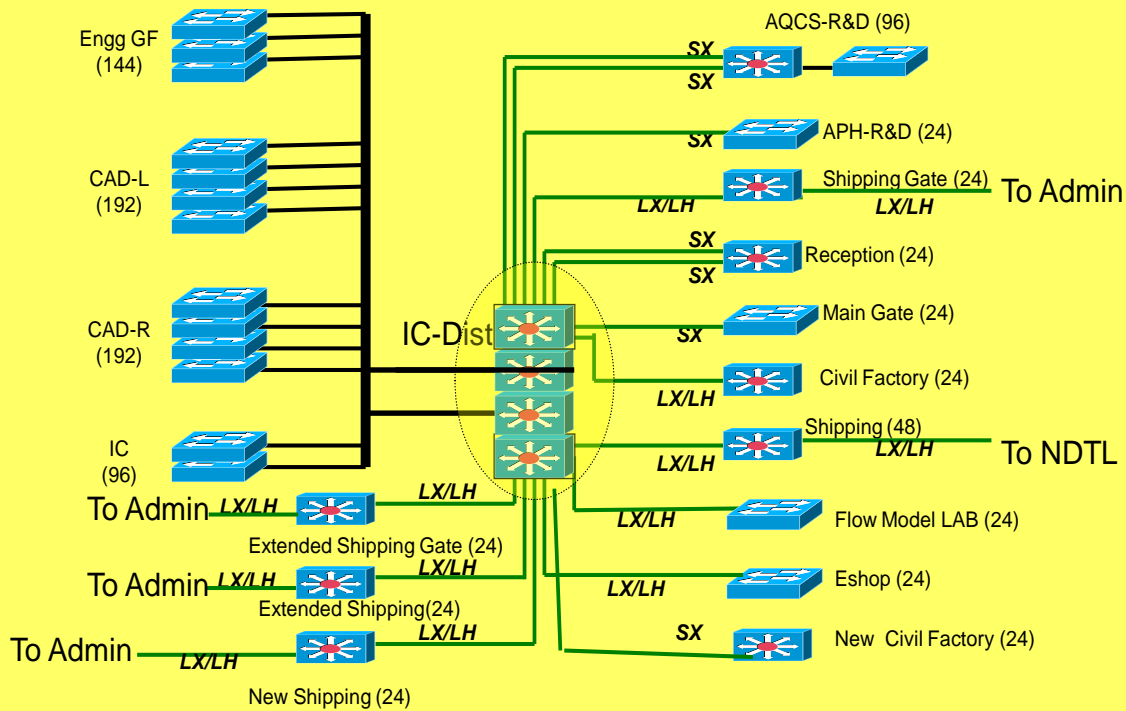 Engg GF
(144)
CAD-L
(192)
CAD-R
(192)
IC
(96)
IC-Dist
AQCS-R&D (96)
SX
SX
APH-R&D (24)
SX
Shipping Gate (24)
LX/LH
LX/LH
To Admin
SX
Reception (24)
SX
Main Gate (24)
SX
Civil Factory (24)
LX/LH
Shipping (48)
LX/LH
LX/LH
To NDTL
LX/LH
Flow Model LAB (24)
LX/LH
Eshop (24)
SX
New Civil Factory (24)
To Admin
LX/LH
LX/LH
Extended Shipping Gate (24)
To Admin
LX/LH
LX/LH
Extended Shipping(24)
To Admin
LX/LH
LX/LH
New Shipping (24)